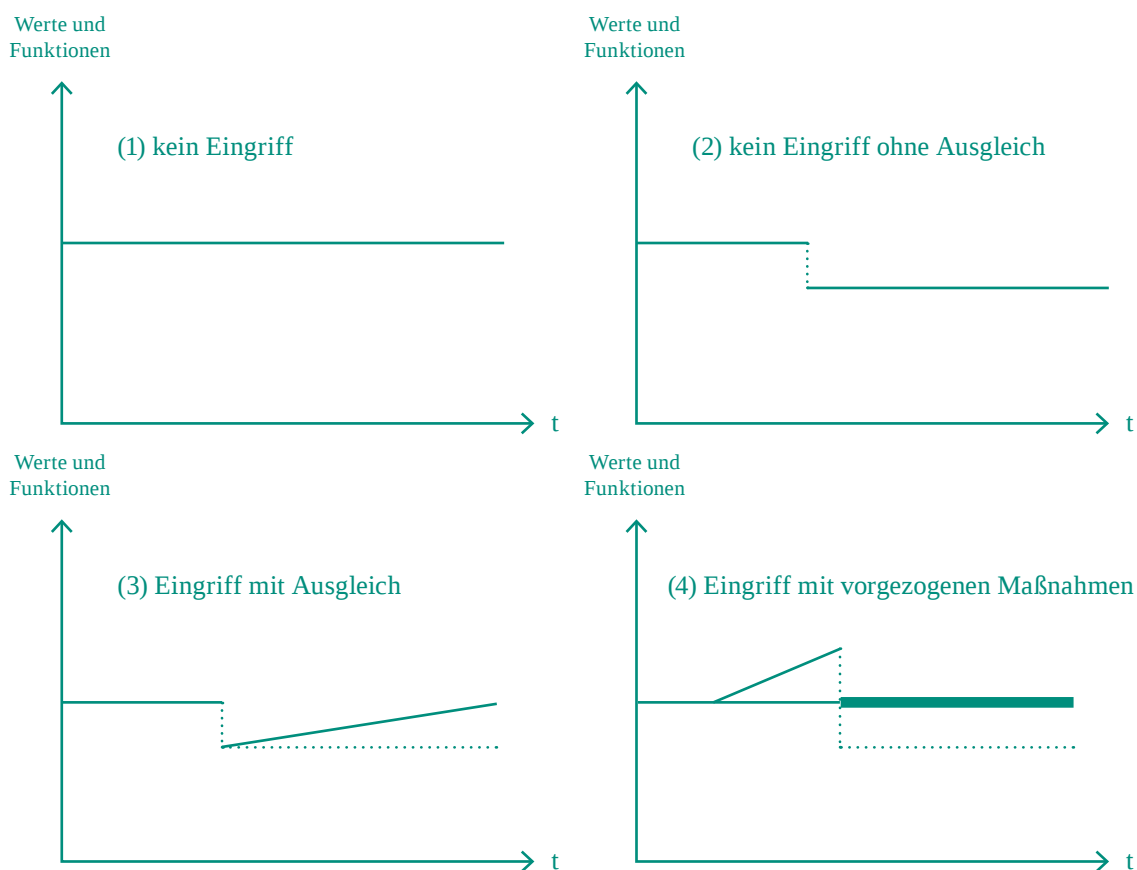 Werte und
Funktionen
(1) kein Eingriff
t
Werte und
Funktionen
(2) kein Eingriff ohne Ausgleich
t
Werte und
Funktionen
(3) Eingriff mit Ausgleich
t
Werte und
Funktionen
(4) Eingriff mit vorgezogenen Maßnahmen
t